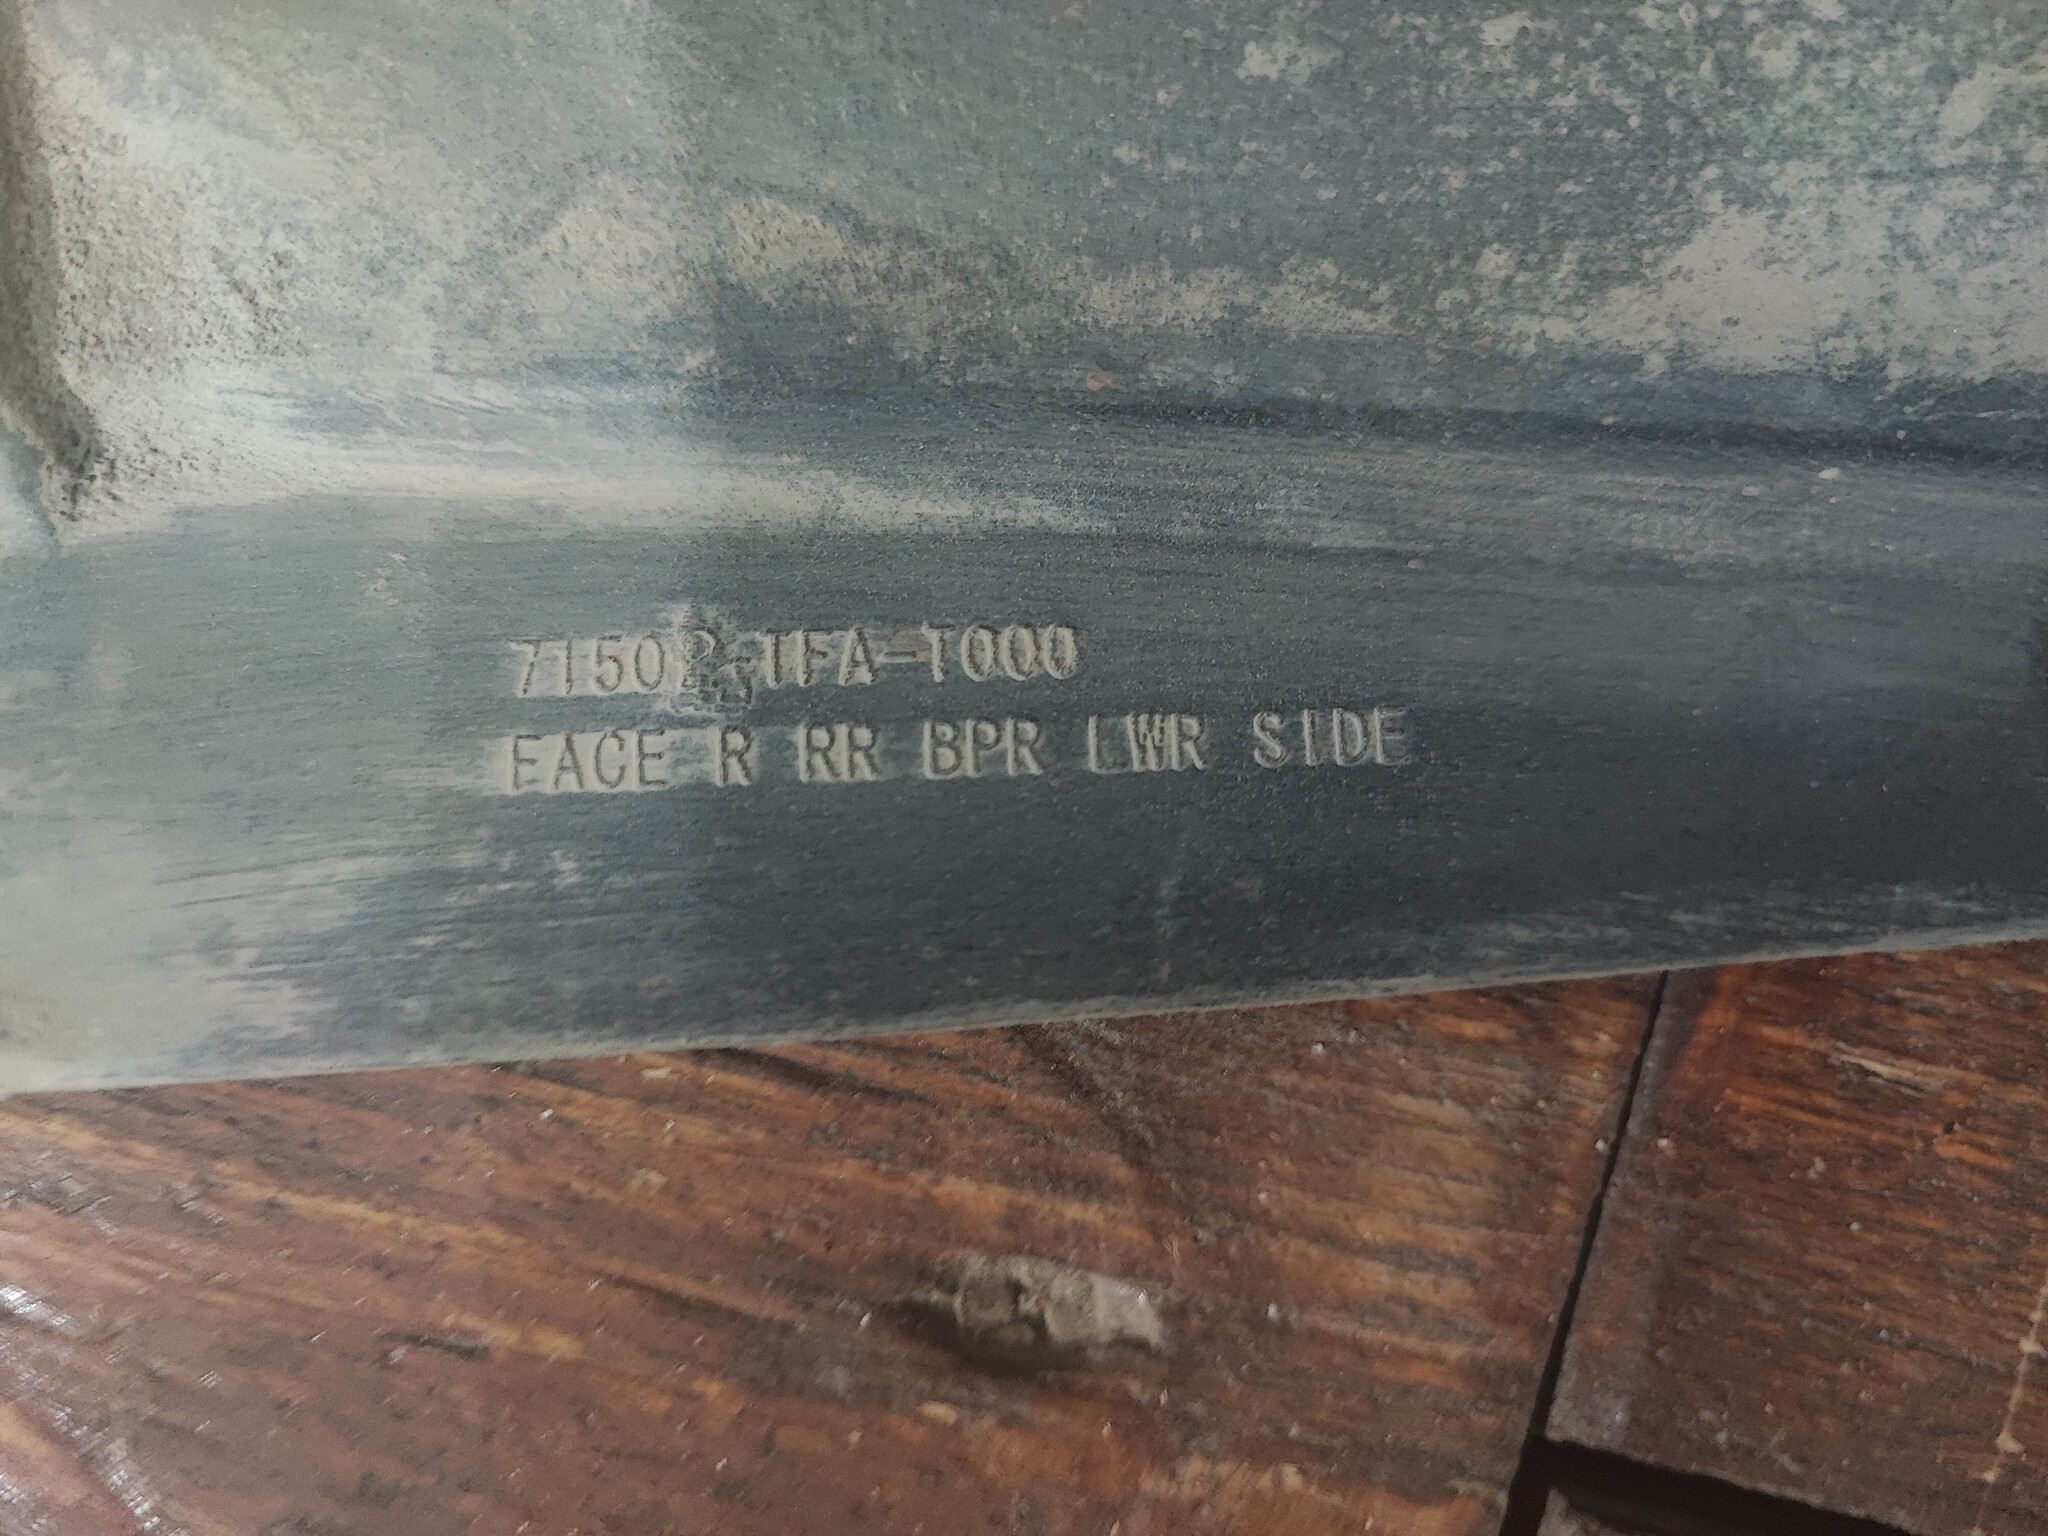 71502-TFA-T000
FACE R RR BPR LWR SIDE